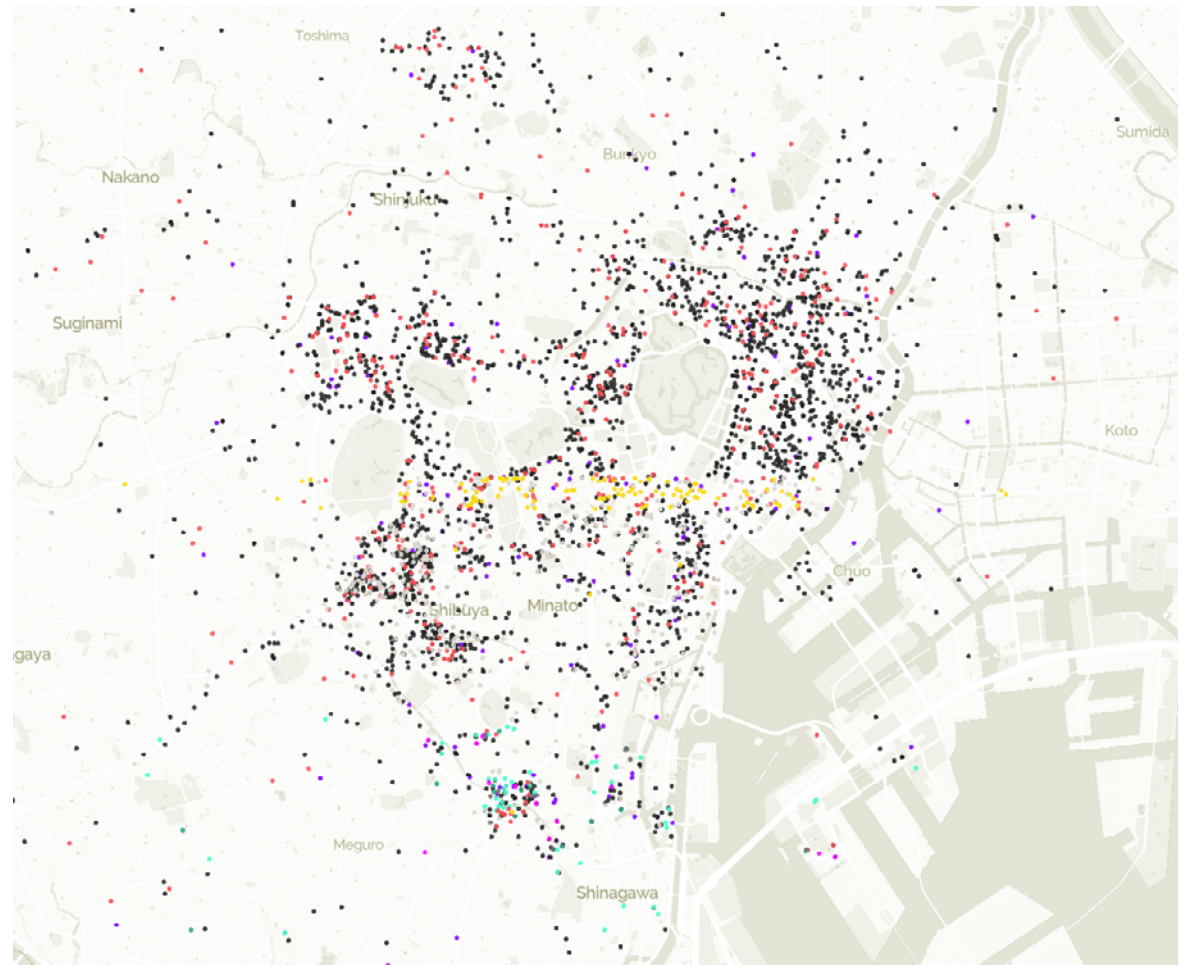 Toshima
Sumida
Bunkyo
Nakano
Shinjuku
Suginami
Koto
Chuo
Shibuya
Minato
gaya
Meguro
Shinagawa